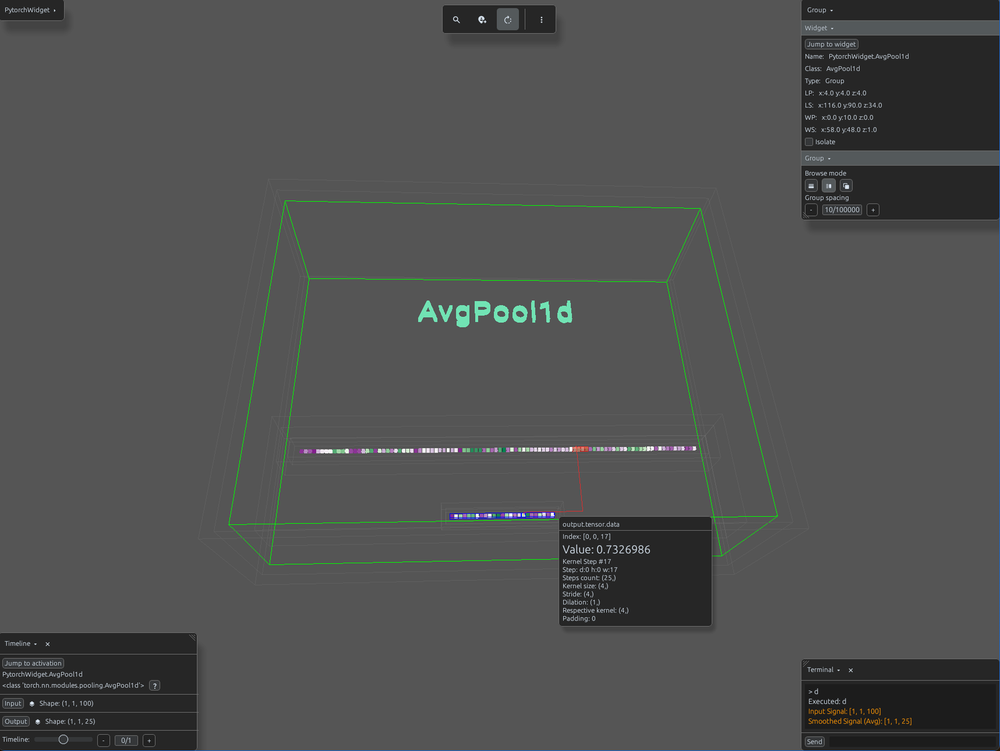 PytorchWidget
Group
Widget
Jump to widget
Name: PytorchWidget.AvgPool1d
Class: AvgPool1d
Type: Group
LP: x:4.0 y:4.0 z:4.0
LS: x:116.0 y:90.0 z:34.0
WP: x:0.0 y:10.0 z:0.0
WS: x:58.0 y:48.0 z:1.0
Isolate
Group
Browse mode
Group spacing
- 10/100000 +
AvgPool1d
output.tensor.data
Index: [0, 0, 17]
Value: 0.7326986
Kernel Step #17
Step: d:0 h:0 w:17
Steps count: (25,)
Kernel size: (4,)
Stride: (4,)
Dilation: (1,)
Respective kernel: (4,)
Padding: 0
Timeline
Jump to activation
PytorchWidget.AvgPool1d
<class 'torch.nn.modules.pooling.AvgPool1d'> ?
Input Shape: (1, 1, 100)
Output Shape: (1, 1, 25)
Timeline: - 0/1 +
Terminal
> d
Executed: d
Input Signal: [1, 1, 100]
Smoothed Signal (Avg): [1, 1, 25]
Send